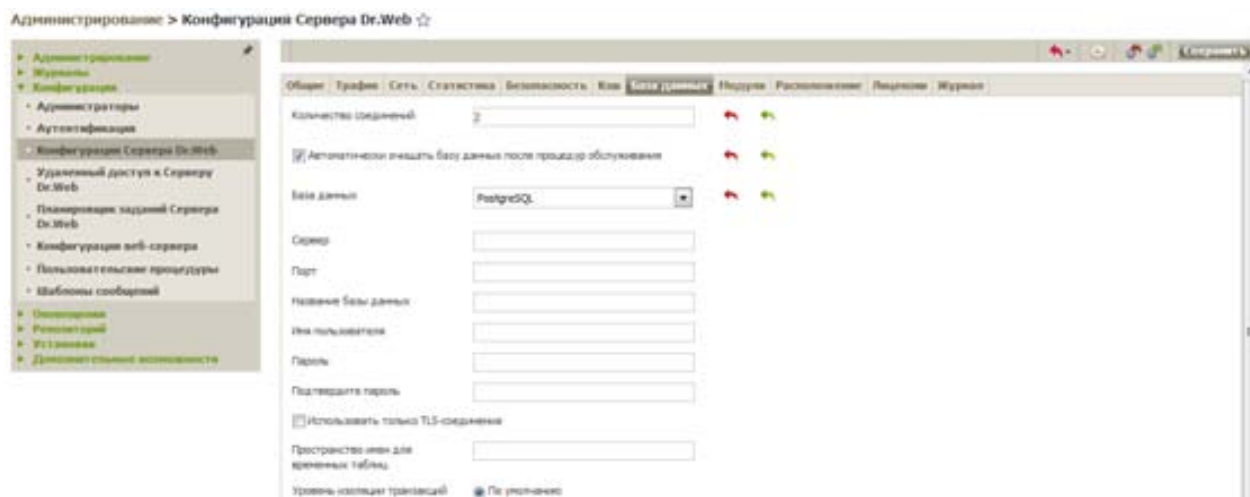 Администрирование > Конфигурация Сервера Dr.Web
Администрирование
Журналы
Конфигурация
Администраторы
Аутентификация
Конфигурация Сервера Dr.Web
Удаленный доступ к Серверу
Dr.Web
Планировщик заданий Сервера
Dr.Web
Конфигурация веб-сервера
Пользовательские процедуры
Шаблоны сообщений
Оповещения
Репозиторий
Установки
Дополнительные возможности
Сохранить
Общие Трафик Сеть Статистика Безопасность Кэш База данных Модули Расположение Лицензии Журнал
Количество соединений 2
Автоматически очищать базу данных после процедур обслуживания
База данных PostgreSQL
Сервер
Порт
Название базы данных
Имя пользователя
Пароль
Подтвердите пароль
Использовать только TLS-соединения
Пространство имен для
временных таблиц
Уровень изоляции транзакций По умолчанию